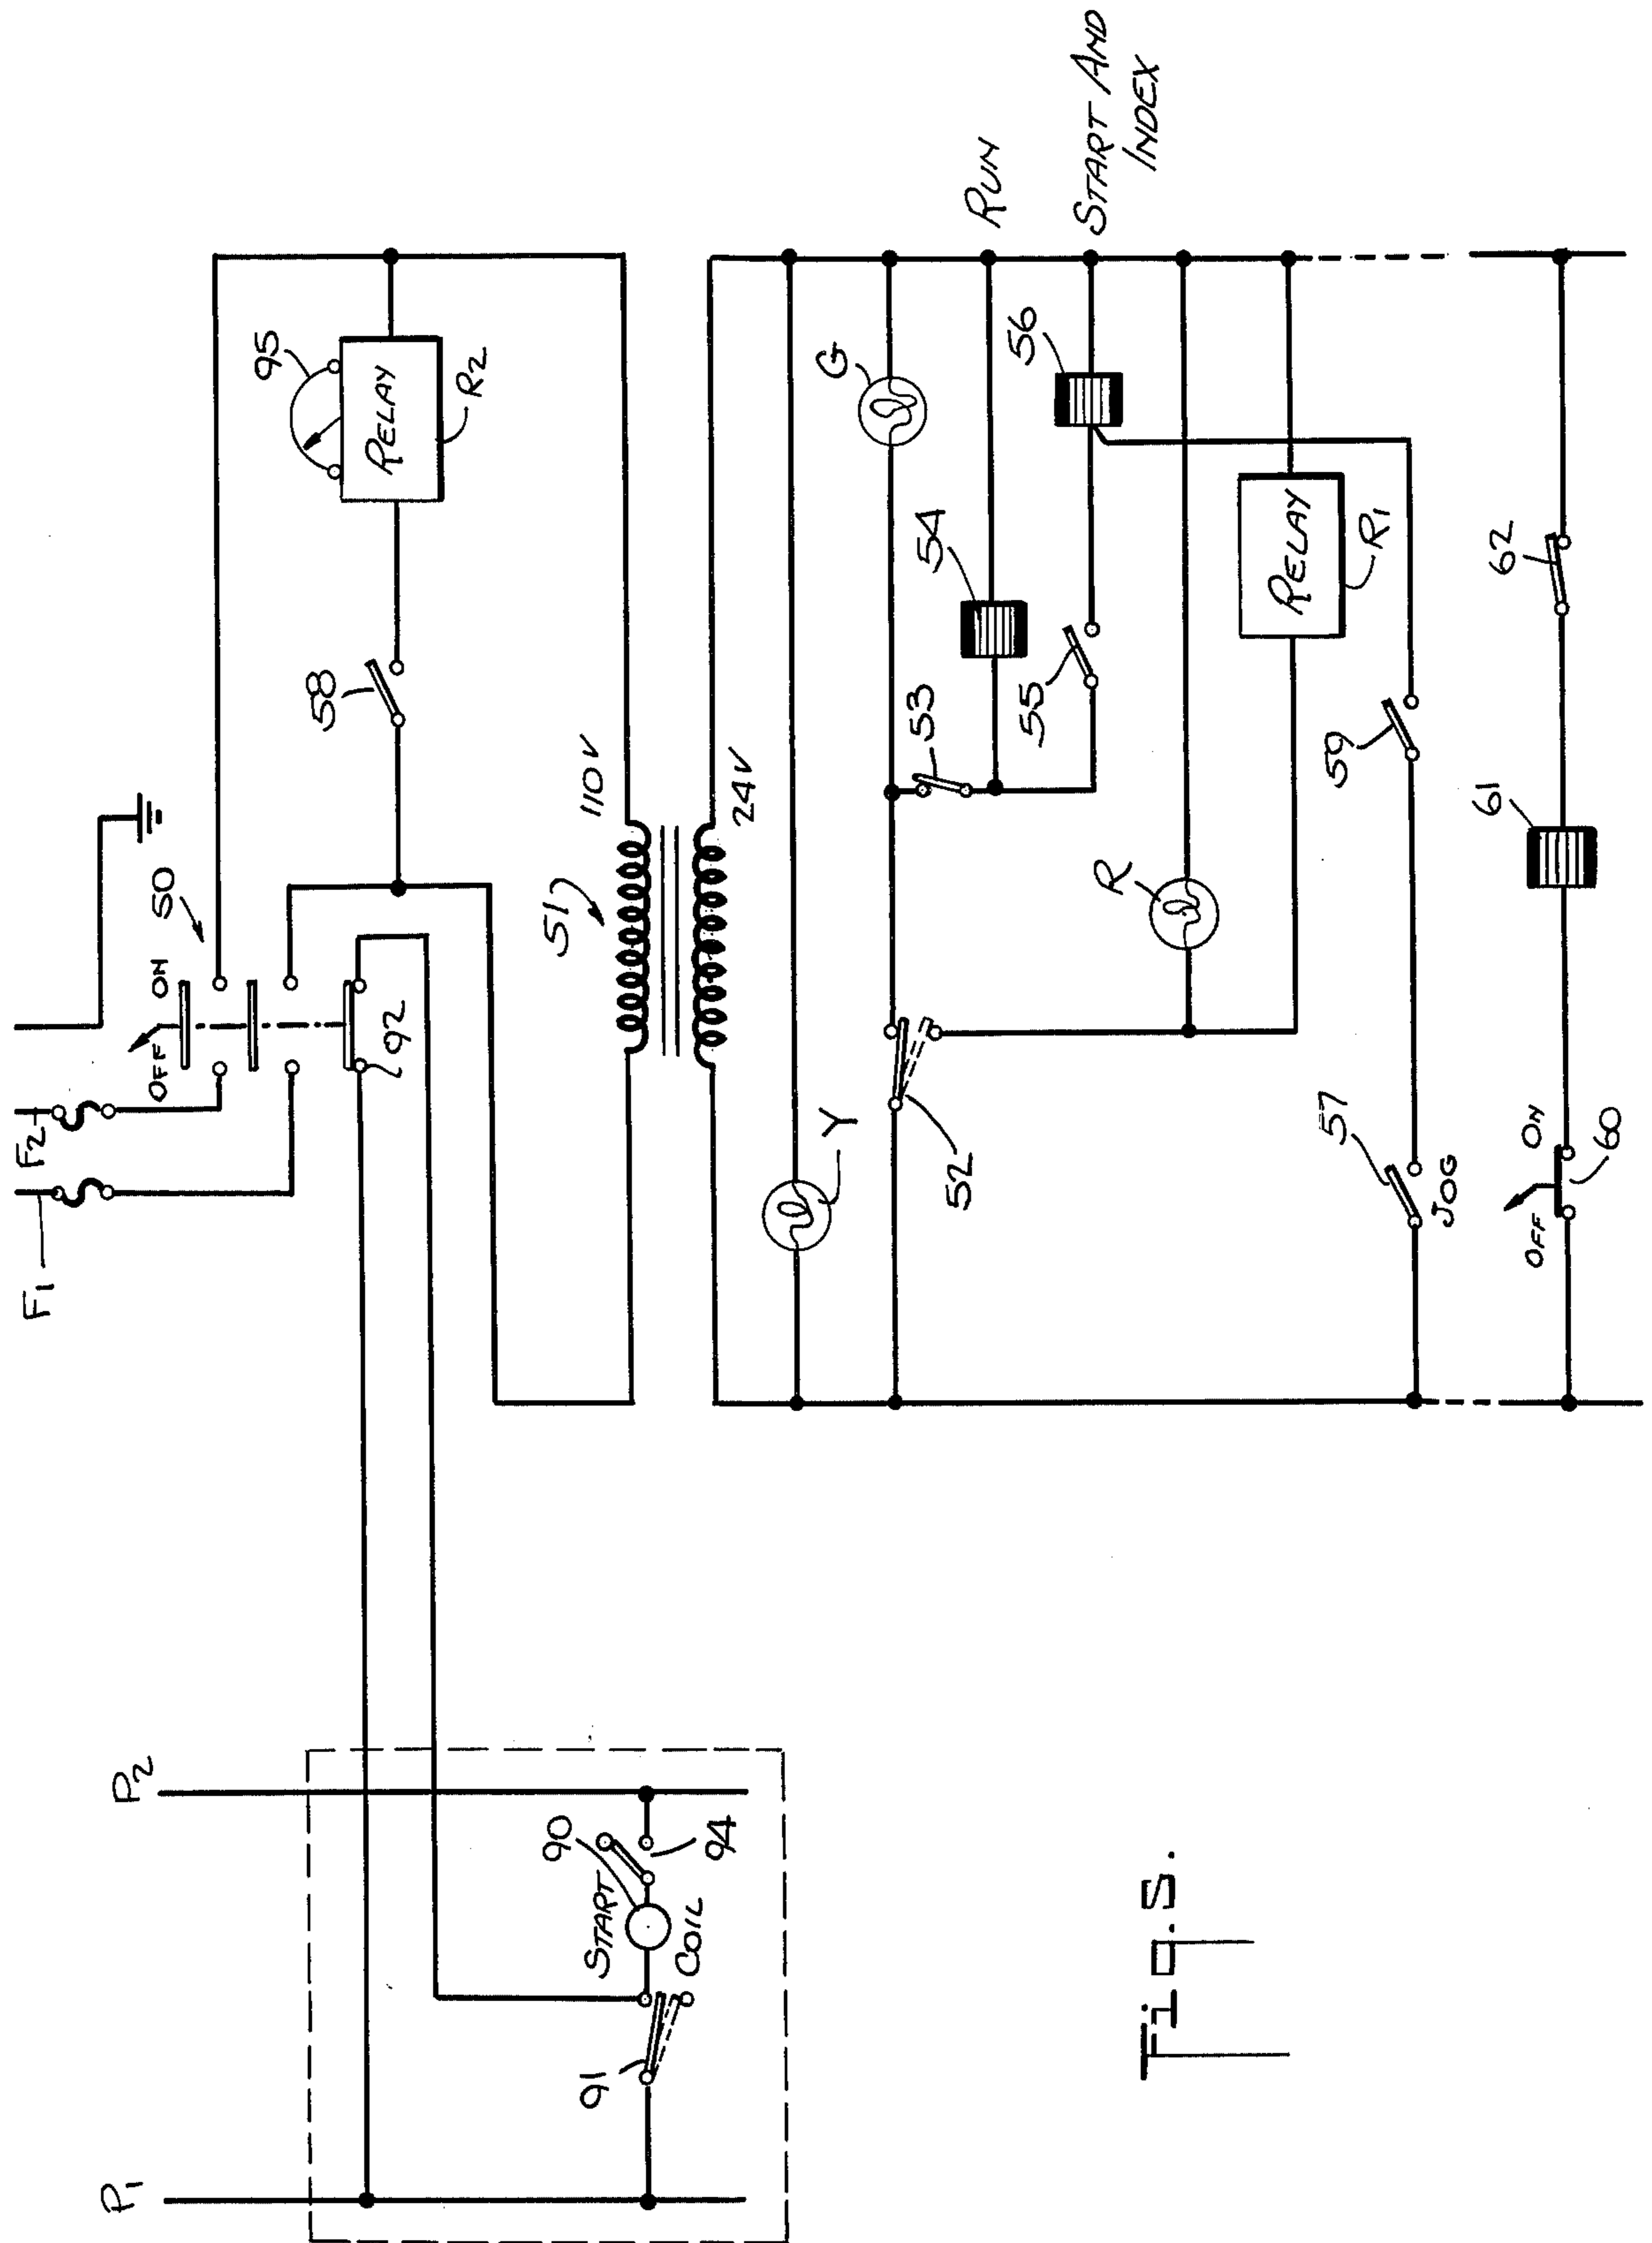 F1
F2
OFF
ON
50
92
58
95
RELAY
R2
51
110V
24V
Y
G
52
53
54
RUN
55
56
START AND
INDEX
R
RELAY
R1
57
JOG
59
OFF
ON
60
61
62
P1
P2
91
START
COIL
90
94
Fig. 5.